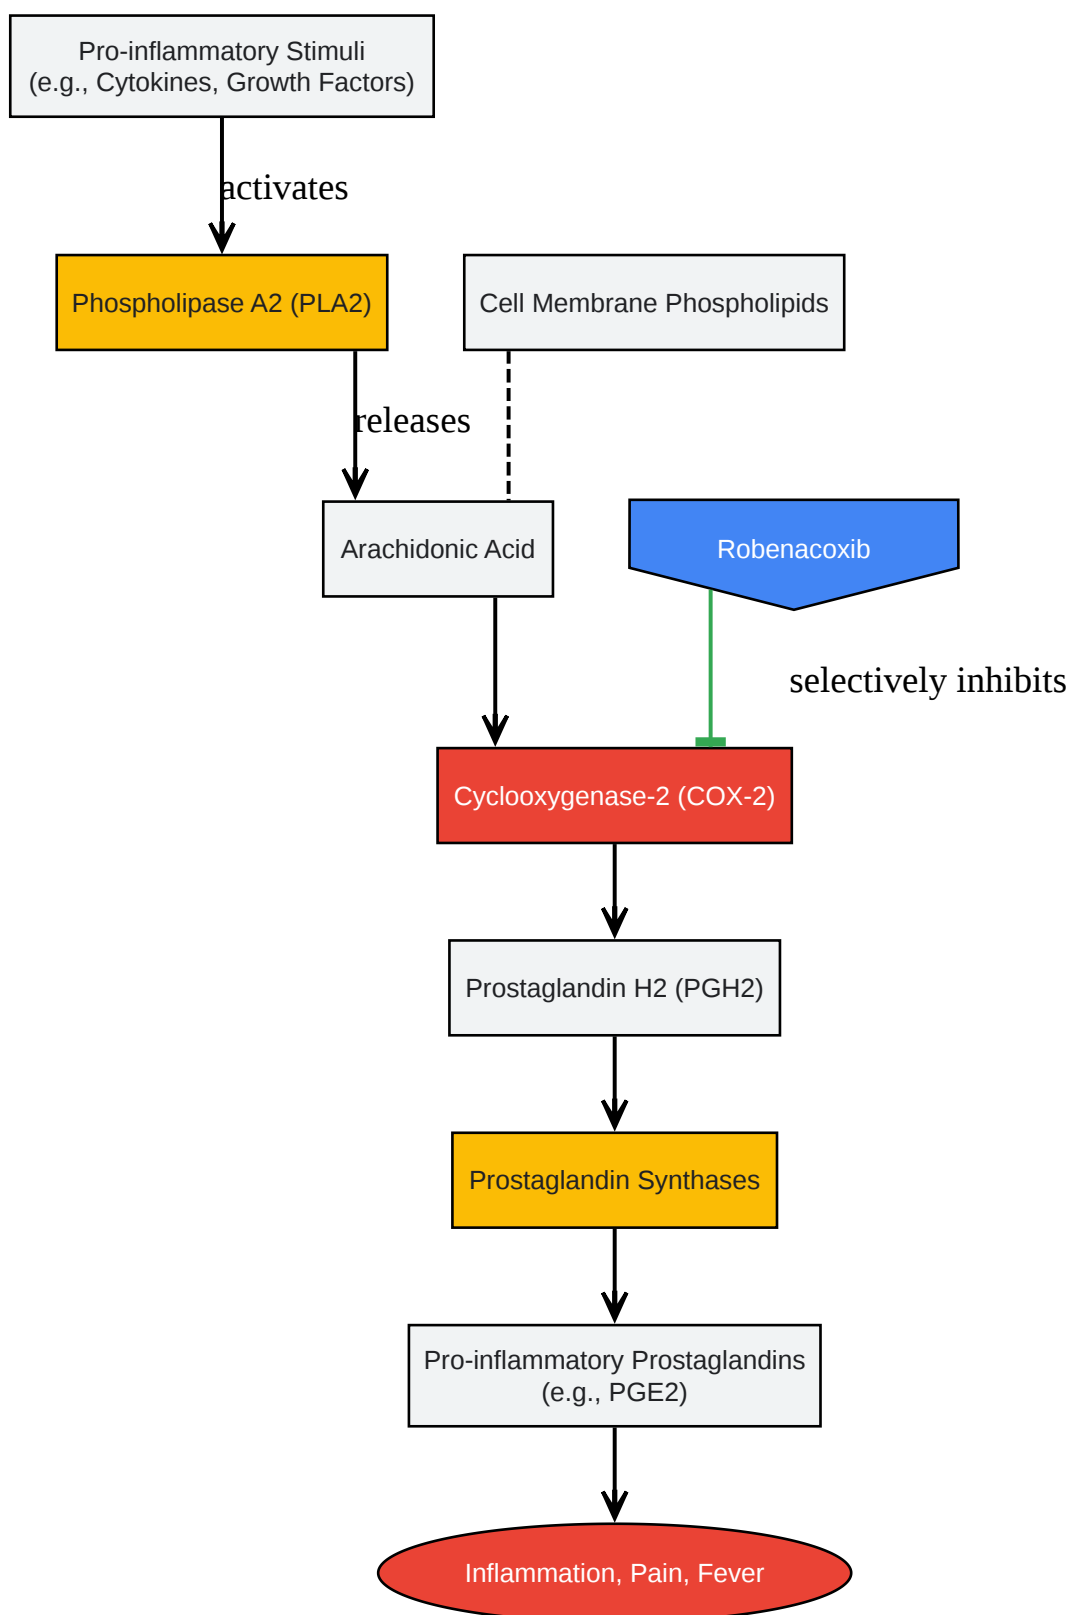 Pro-inflammatory Stimuli
(e.g., Cytokines, Growth Factors)
activates
Phospholipase A2 (PLA2)
Cell Membrane Phospholipids
releases
Arachidonic Acid
Robenacoxib
selectively inhibits
Cyclooxygenase-2 (COX-2)
Prostaglandin H2 (PGH2)
Prostaglandin Synthases
Pro-inflammatory Prostaglandins
(e.g., PGE2)
Inflammation, Pain, Fever